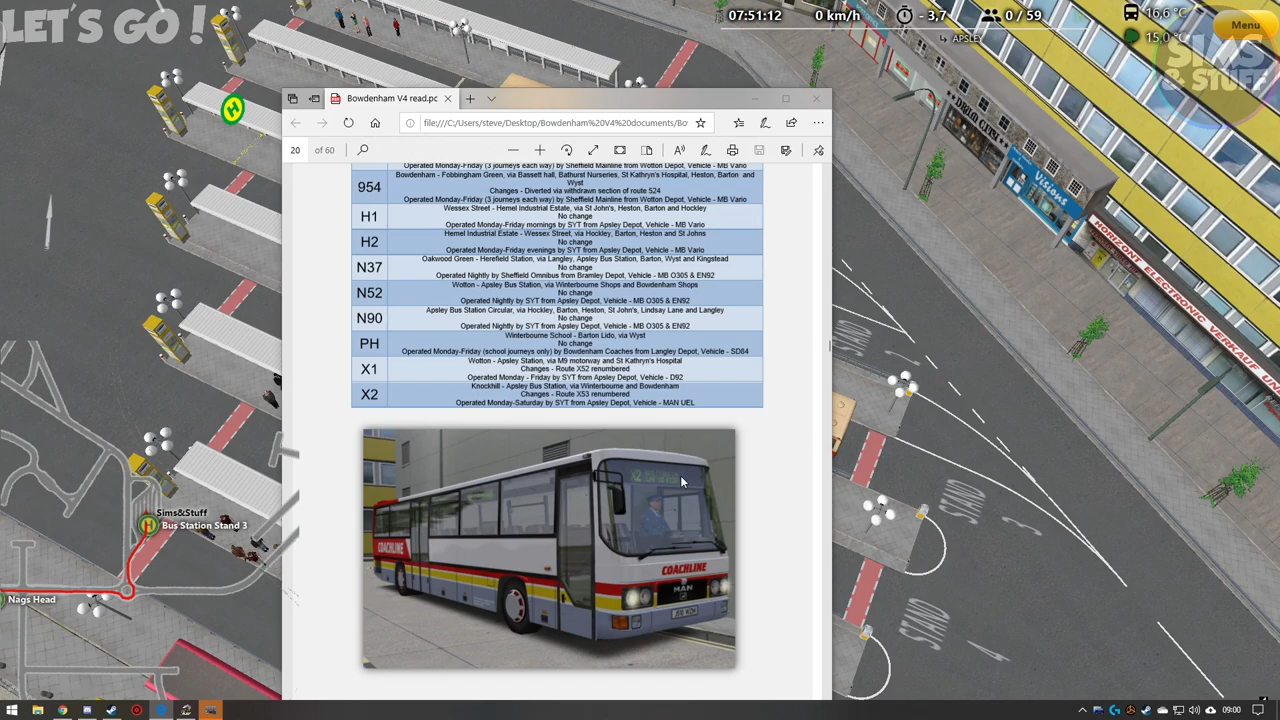 LET'S GO!
07:51:12
0 km/h
- 3,7
0 / 59
16,6 °C
15,0 °C
Menu
APSLEY
SIMS
& STUFF
Bowdenham V4 read.pc
file:///C:/Users/steve/Desktop/Bowdenham%20V4%20documents/Bo
20 of 60
Operated Monday-Friday (3 journeys each way) by Sheffield Mainline from Wotton Depot, Vehicle - MB Vario
954
Bowdenham - Fobbingham Green, via Bassett hall, Bathurst Nurseries, St Kathryn's Hospital, Heston, Barton and
Wyst
Changes - Diverted via withdrawn section of route 524
Operated Monday-Friday (3 journeys each way) by Sheffield Mainline from Wotton Depot, Vehicle - MB Vario
H1
Wessex Street - Hemel Industrial Estate, via St John's, Heston, Barton and Hockley
No change
Operated Monday-Friday mornings by SYT from Apsley Depot, Vehicle - MB Vario
H2
Hemel Industrial Estate - Wessex Street, via Hockley, Barton, Heston and St Johns
No change
Operated Monday-Friday evenings by SYT from Apsley Depot, Vehicle - MB Vario
N37
Oakwood Green - Herefield Station, via Langley, Apsley Bus Station, Barton, Wyst and Kingstead
No change
Operated Nightly by Sheffield Omnibus from Bramley Depot, Vehicle - MB O305 & EN92
N52
Wotton - Apsley Bus Station, via Winterbourne Shops and Bowdenham Shops
No change
Operated Nightly by SYT from Apsley Depot, Vehicle - MB O305 & EN92
N90
Apsley Bus Station Circular, via Hockley, Barton, Heston, St John's, Lindsay Lane and Langley
No change
Operated Nightly by SYT from Apsley Depot, Vehicle - MB O305 & EN92
PH
Winterbourne School - Barton Lido, via Wyst
No change
Operated Monday-Friday (school journeys only) by Bowdenham Coaches from Langley Depot, Vehicle - SD84
X1
Wotton - Apsley Station, via M9 motorway and St Kathryn's Hospital
Changes - Route X52 renumbered
Operated Monday - Friday by SYT from Apsley Depot, Vehicle - D92
X2
Knockhill - Apsley Bus Station, via Winterbourne and Bowdenham
Changes - Route X53 renumbered
Operated Monday-Saturday by SYT from Apsley Depot, Vehicle - MAN UEL
COACHLINE
COACHLINE
MAN
H
DRUM CITY
Visions
HORIZON ELECTRONIC VERKAUF
STAND
STAND
3
STAND
4
Sims&Stuff
H
Bus Station Stand 3
Nags Head
09:00